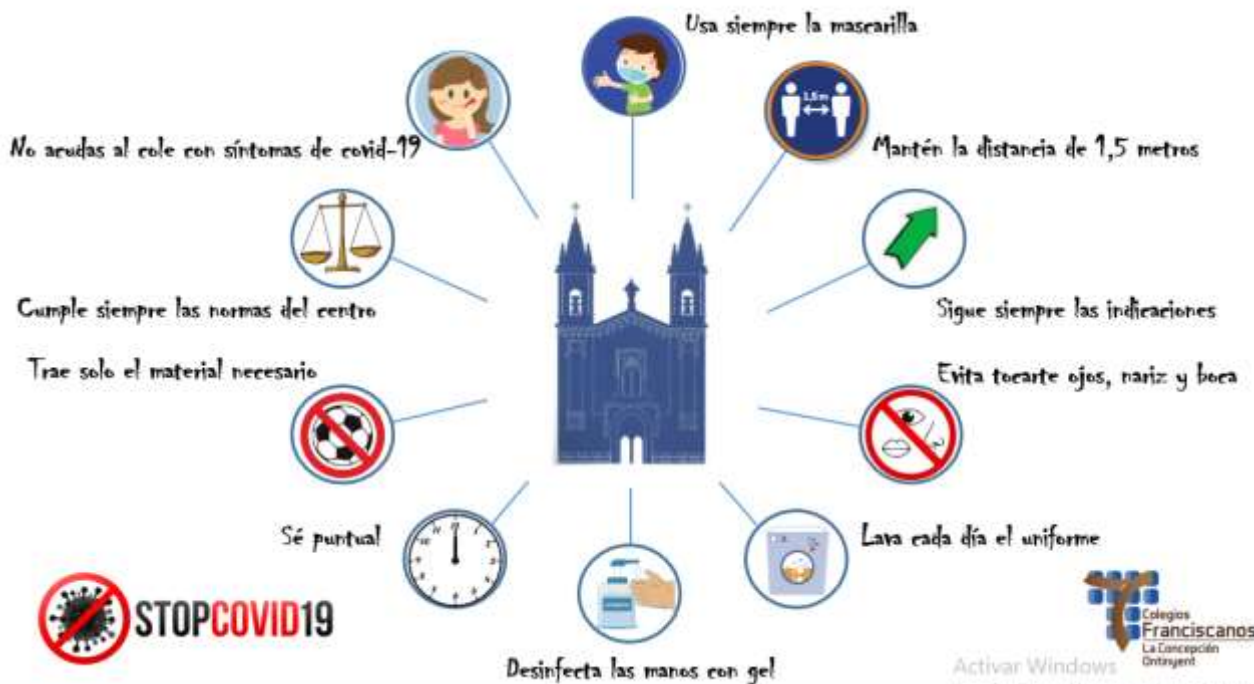 Usa siempre la mascarilla
1,5 m
No acudas al cole con síntomas de covid-19
Mantén la distancia de 1,5 metros
Cumple siempre las normas del centro
Sigue siempre las indicaciones
Trae solo el material necesario
Evita tocarte ojos, nariz y boca
Sé puntual
Lava cada día el uniforme
STOPCOVID19
Desinfecta las manos con gel
Colegios
Franciscanos
La Concepción
Ontinyent
Activar Windows